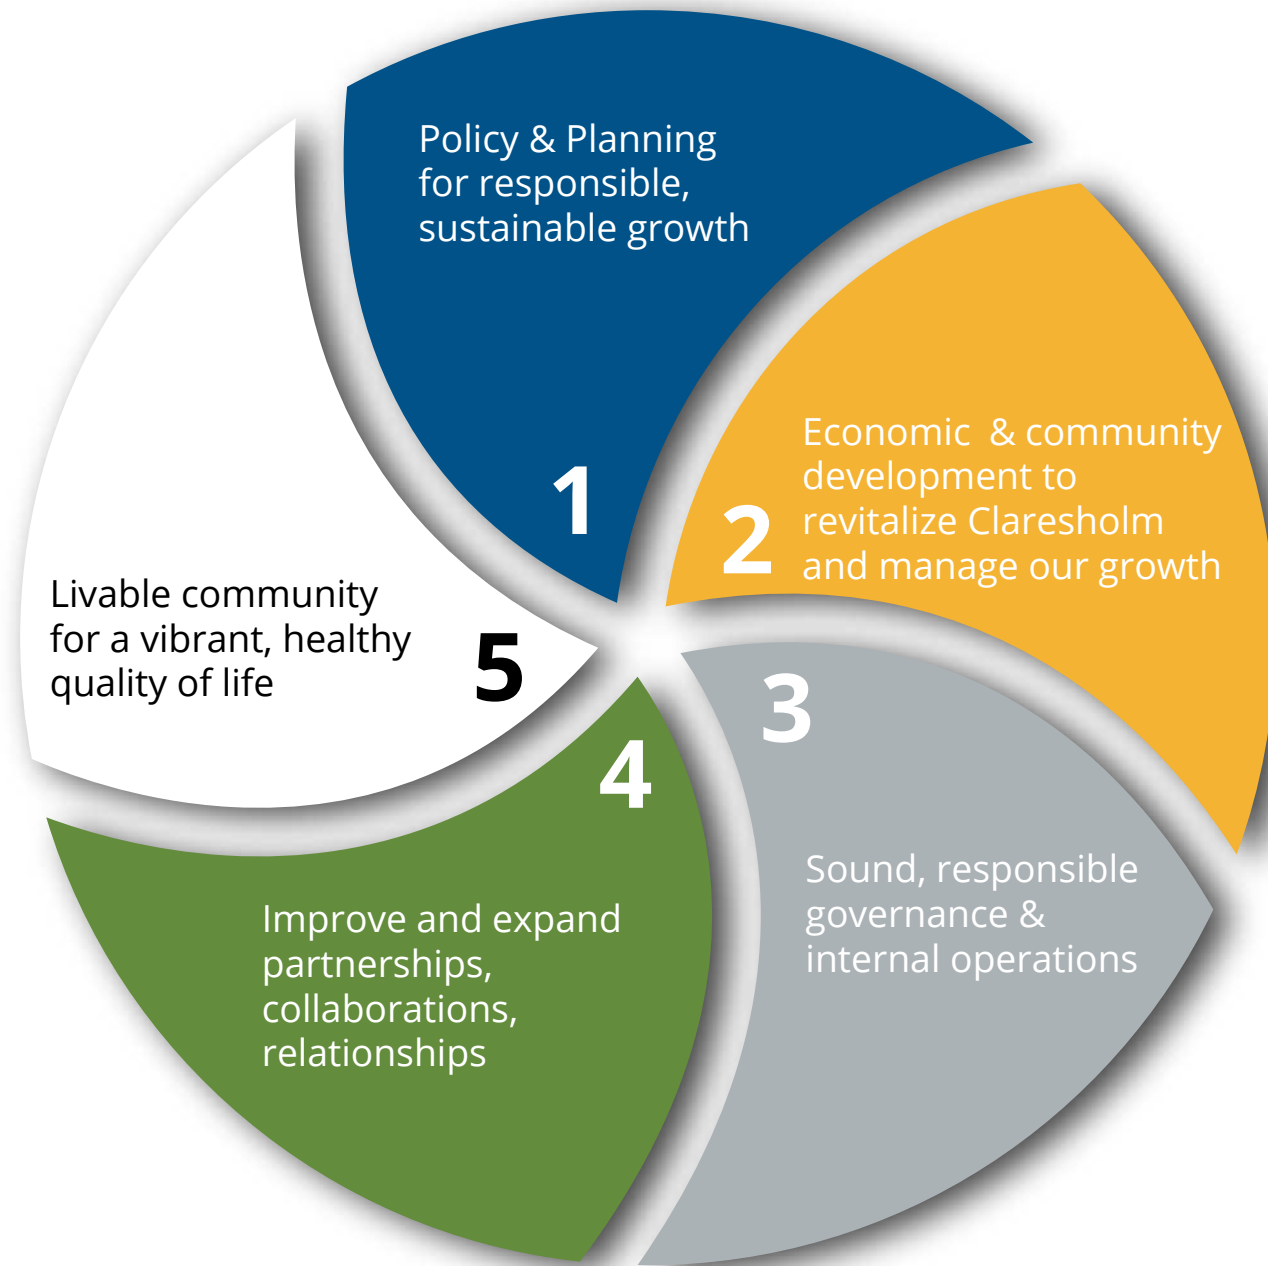 Policy & Planning
for responsible,
sustainable growth
1
Economic & community
development to
revitalize Claresholm
and manage our growth
2
3
Sound, responsible
governance &
internal operations
4
Improve and expand
partnerships,
collaborations,
relationships
Livable community
for a vibrant, healthy
quality of life
5